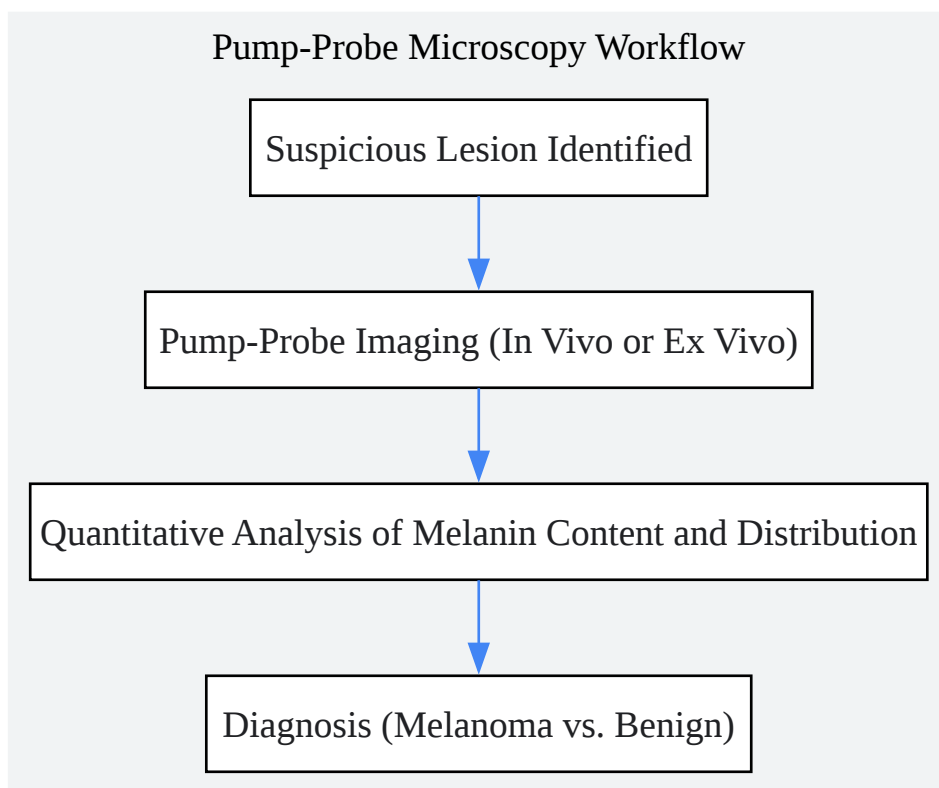 Pump-Probe Microscopy Workflow
Suspicious Lesion Identified
Pump-Probe Imaging (In Vivo or Ex Vivo)
Quantitative Analysis of Melanin Content and Distribution
Diagnosis (Melanoma vs. Benign)